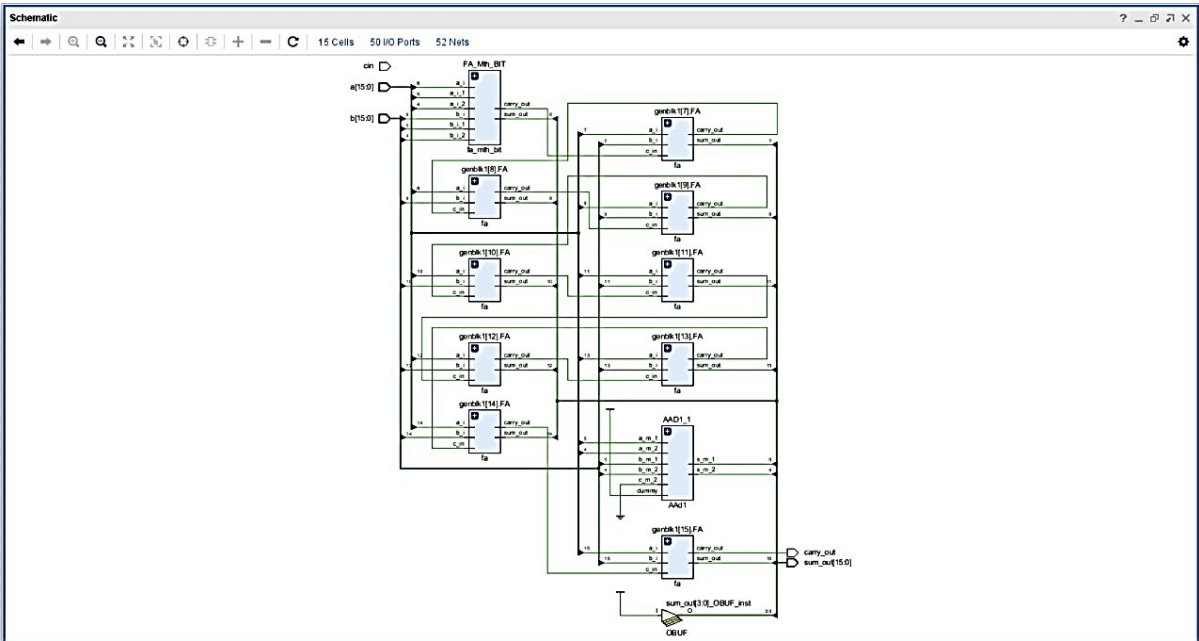 Schematic
15 Cells 50 I/O Ports 52 Nets
cin
a[15:0]
b[15:0]
FA_Mth_BIT
a_i
a_i_1
a_i_2
b_i
b_i_1
b_i_2
carry_out
sum_out
fa_mth_bit
genblk1[7].FA
a_i
b_i
c_in
carry_out
sum_out
fa
genblk1[8].FA
a_i
b_i
c_in
carry_out
sum_out
fa
genblk1[9].FA
a_i
b_i
c_in
carry_out
sum_out
fa
genblk1[10].FA
a_i
b_i
c_in
carry_out
sum_out
fa
genblk1[11].FA
a_i
b_i
c_in
carry_out
sum_out
fa
genblk1[12].FA
a_i
b_i
c_in
carry_out
sum_out
fa
genblk1[13].FA
a_i
b_i
c_in
carry_out
sum_out
fa
genblk1[14].FA
a_i
b_i
c_in
carry_out
sum_out
fa
AAD1_1
a_m_1
a_m_2
b_m_1
b_m_2
c_m_2
dummy
s_m_1
s_m_2
AAd1
genblk1[15].FA
a_i
b_i
c_in
carry_out
sum_out
fa
carry_out
sum_out[15:0]
sum_out[3:0]_OBUF_inst
I
O
OBUF